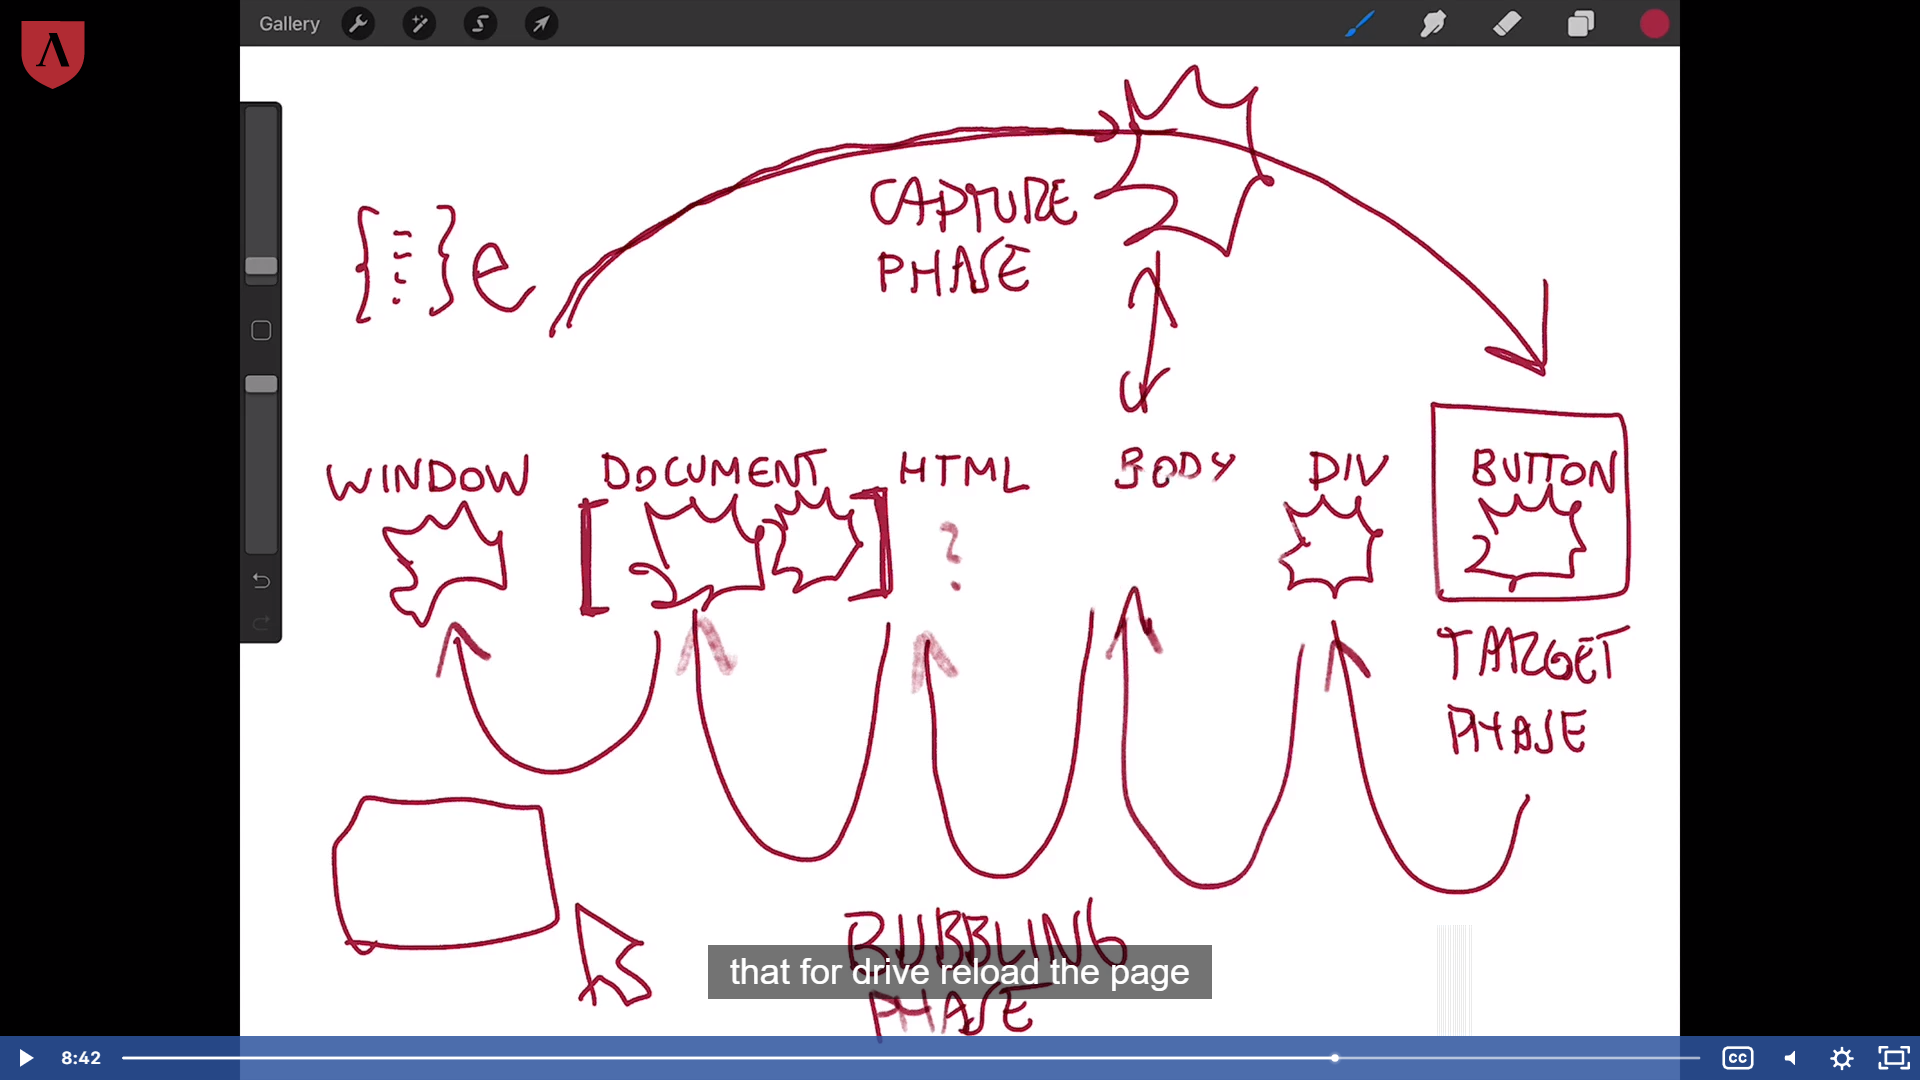 Gallery
CAPTURE
PHASE
{ } e
WINDOW DOCUMENT HTML BODY DIV BUTTON
[ ] ?
TARGET
PHASE
BUBBLING
that for drive reload the page
PHASE
8:42
CC